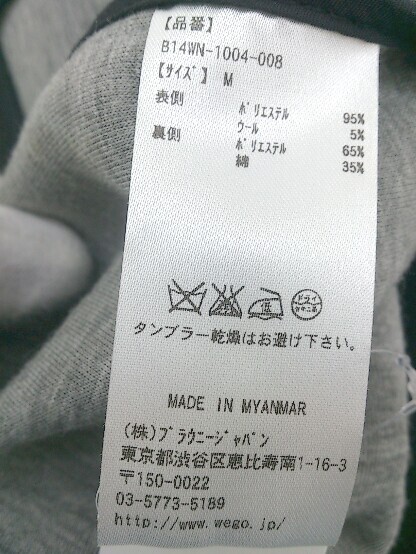 【品番】
B14WN-1004-008
【ｻｲｽﾞ】 M
表側 ﾎﾟﾘｴｽﾃﾙ 95%
ｳｰﾙ 5%
裏側 ﾎﾟﾘｴｽﾃﾙ 65%
綿 35%
低 ドライ
タンブラー乾燥はお避け下さい。
MADE IN MYANMAR
(株)ﾌﾞﾗｳﾆｰｼﾞｬﾊﾟﾝ
東京都渋谷区恵比寿南1-16-3
〒150-0022
03-5773-5189
http://www.wego.jp/